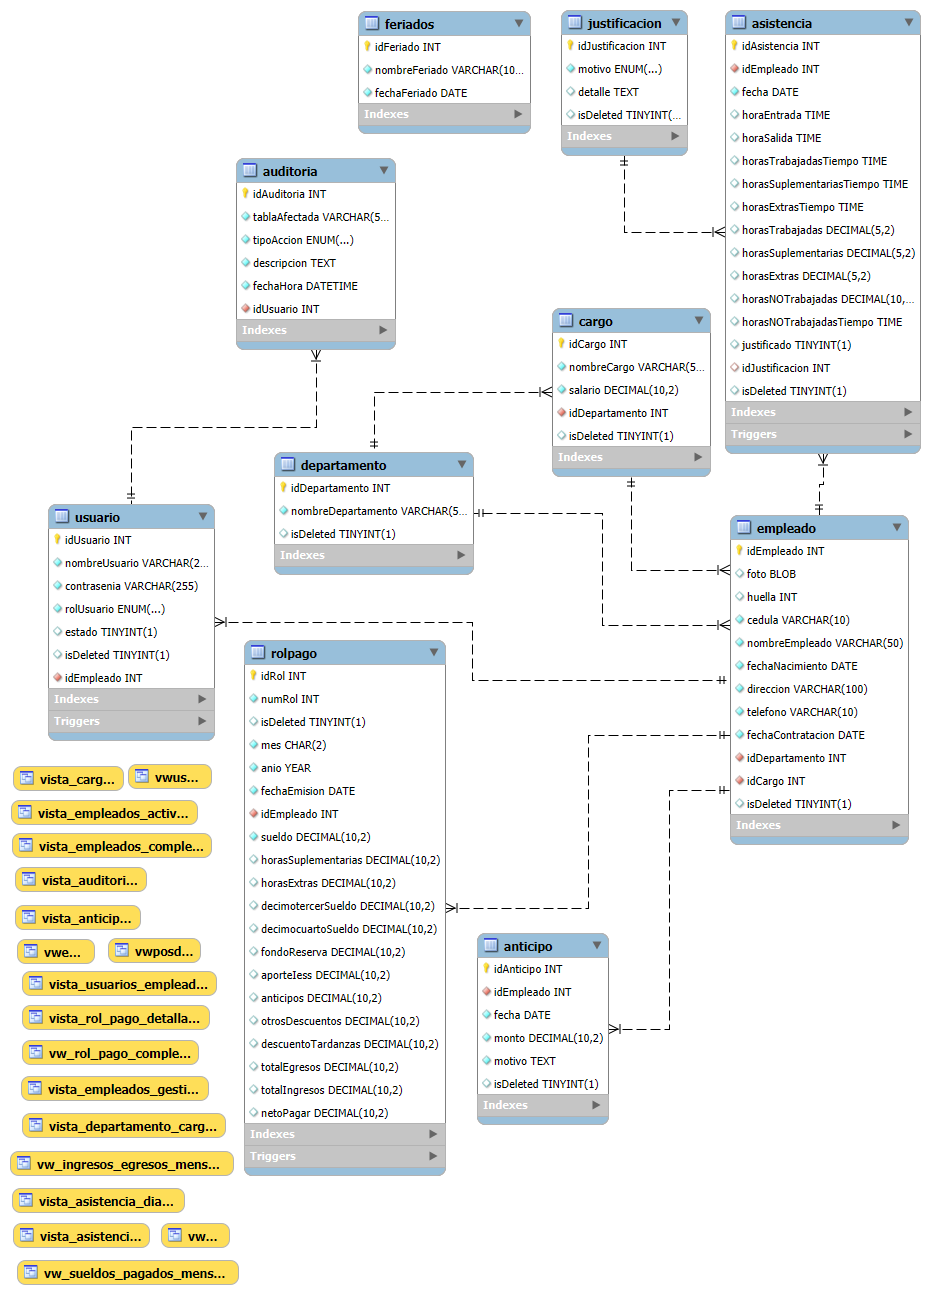 feriados
idFeriado INT
nombreFeriado VARCHAR(10...
fechaFeriado DATE
Indexes
justificacion
idJustificacion INT
motivo ENUM(...)
detalle TEXT
isDeleted TINYINT(...
Indexes
asistencia
idAsistencia INT
idEmpleado INT
fecha DATE
horaEntrada TIME
horaSalida TIME
horasTrabajadasTiempo TIME
horasSuplementariasTiempo TIME
horasExtrasTiempo TIME
horasTrabajadas DECIMAL(5,2)
horasSuplementarias DECIMAL(5,2)
horasExtras DECIMAL(5,2)
horasNOTrabajadas DECIMAL(10,...
horasNOTrabajadasTiempo TIME
justificado TINYINT(1)
idJustificacion INT
isDeleted TINYINT(1)
Indexes
Triggers
auditoria
idAuditoria INT
tablaAfectada VARCHAR(5...
tipoAccion ENUM(...)
descripcion TEXT
fechaHora DATETIME
idUsuario INT
Indexes
cargo
idCargo INT
nombreCargo VARCHAR(5...
salario DECIMAL(10,2)
idDepartamento INT
isDeleted TINYINT(1)
Indexes
departamento
idDepartamento INT
nombreDepartamento VARCHAR(5...
isDeleted TINYINT(1)
Indexes
usuario
idUsuario INT
nombreUsuario VARCHAR(2...
contrasenia VARCHAR(255)
rolUsuario ENUM(...)
estado TINYINT(1)
isDeleted TINYINT(1)
idEmpleado INT
Indexes
Triggers
empleado
idEmpleado INT
foto BLOB
huella INT
cedula VARCHAR(10)
nombreEmpleado VARCHAR(50)
fechaNacimiento DATE
direccion VARCHAR(100)
telefono VARCHAR(10)
fechaContratacion DATE
idDepartamento INT
idCargo INT
isDeleted TINYINT(1)
Indexes
rolpago
idRol INT
numRol INT
isDeleted TINYINT(1)
mes CHAR(2)
anio YEAR
fechaEmision DATE
idEmpleado INT
sueldo DECIMAL(10,2)
horasSuplementarias DECIMAL(10,2)
horasExtras DECIMAL(10,2)
decimotercerSueldo DECIMAL(10,2)
decimocuartoSueldo DECIMAL(10,2)
fondoReserva DECIMAL(10,2)
aporteIess DECIMAL(10,2)
anticipos DECIMAL(10,2)
otrosDescuentos DECIMAL(10,2)
descuentoTardanzas DECIMAL(10,2)
totalEgresos DECIMAL(10,2)
totalIngresos DECIMAL(10,2)
netoPagar DECIMAL(10,2)
Indexes
Triggers
anticipo
idAnticipo INT
idEmpleado INT
fecha DATE
monto DECIMAL(10,2)
motivo TEXT
isDeleted TINYINT(1)
Indexes
vista_carg...
vwus...
vista_empleados_activ...
vista_empleados_comple...
vista_auditori...
vista_anticip...
vwe...
vwposd...
vista_usuarios_emplead...
vista_rol_pago_detalla...
vw_rol_pago_comple...
vista_empleados_gesti...
vista_departamento_carg...
vw_ingresos_egresos_mens...
vista_asistencia_dia...
vista_asistenci...
vw...
vw_sueldos_pagados_mens...